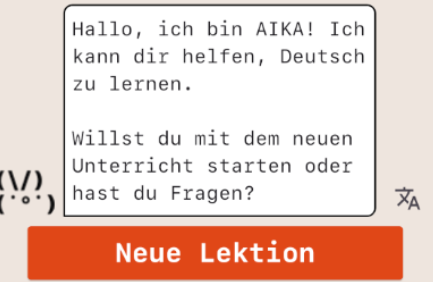 Hallo, ich bin AIKA! Ich
kann dir helfen, Deutsch
zu lernen.
Willst du mit dem neuen
Unterricht starten oder
hast du Fragen?
Neue Lektion